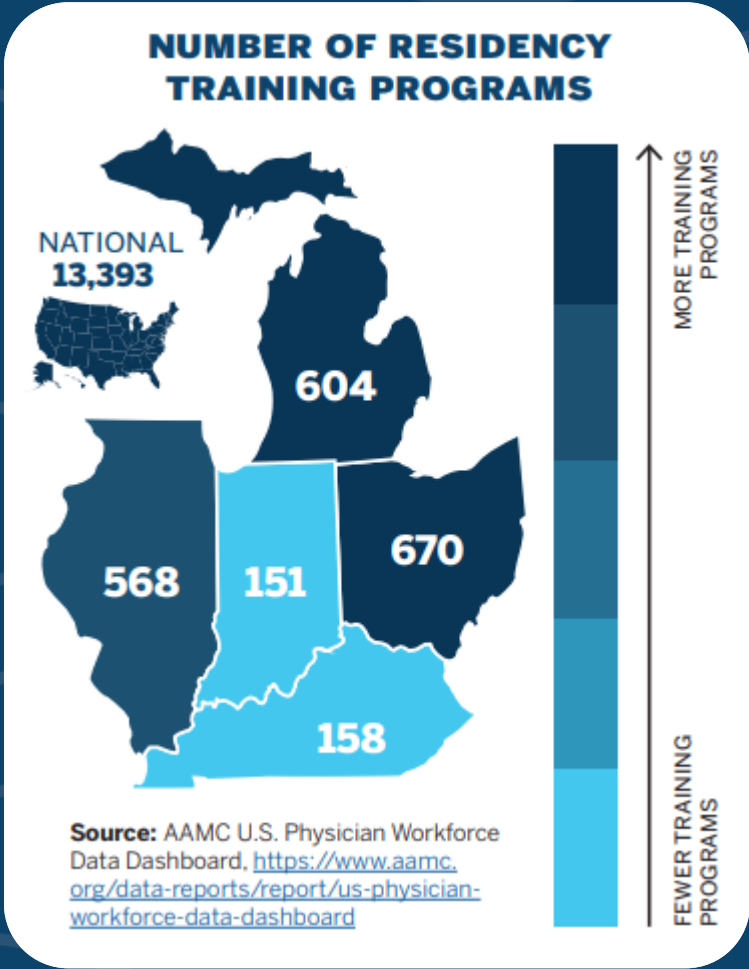 NUMBER OF RESIDENCY
TRAINING PROGRAMS
NATIONAL
13,393
604
670
568
151
158
MORE TRAINING
PROGRAMS
FEWER TRAINING
PROGRAMS
Source: AAMC U.S. Physician Workforce
Data Dashboard, https://www.aamc.
org/data-reports/report/us-physician-
workforce-data-dashboard